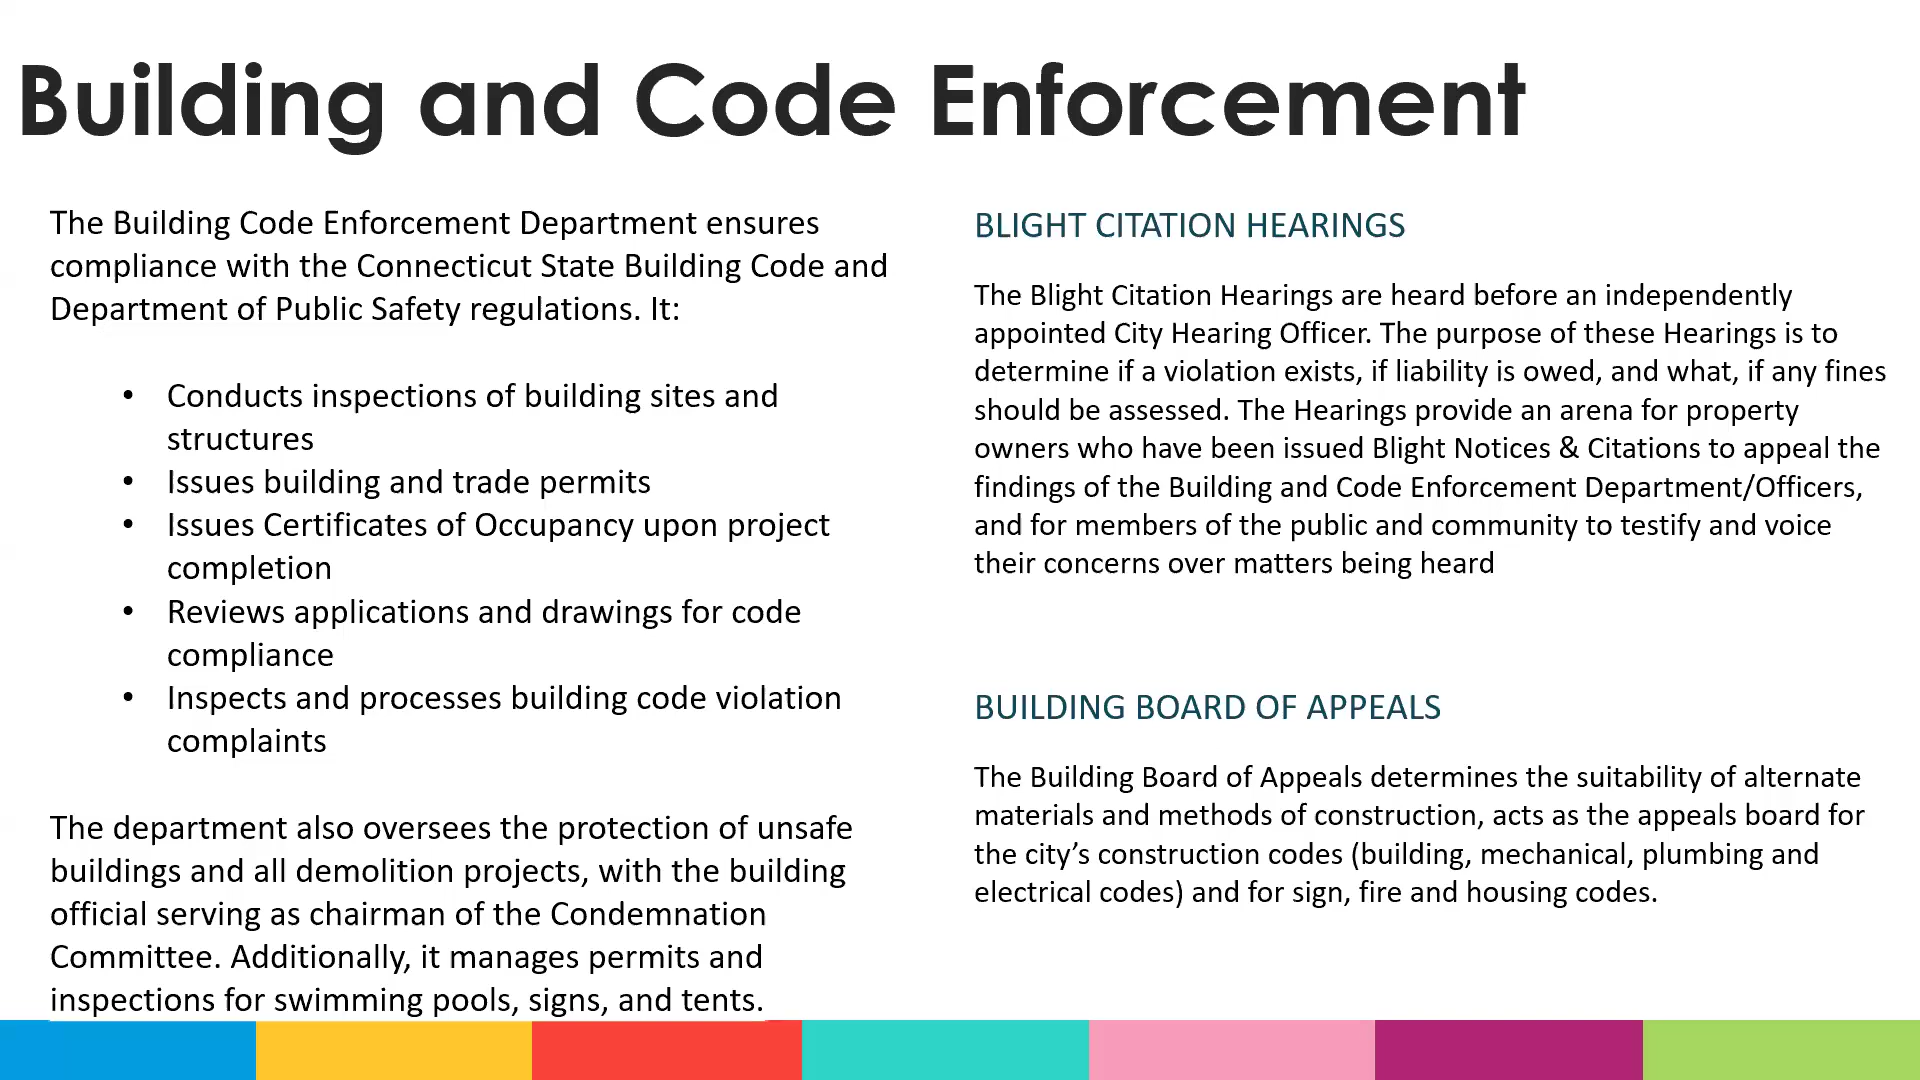 Building and Code Enforcement
The Building Code Enforcement Department ensures
compliance with the Connecticut State Building Code and
Department of Public Safety regulations. It:
• Conducts inspections of building sites and
structures
• Issues building and trade permits
• Issues Certificates of Occupancy upon project
completion
• Reviews applications and drawings for code
compliance
• Inspects and processes building code violation
complaints
The department also oversees the protection of unsafe
buildings and all demolition projects, with the building
official serving as chairman of the Condemnation
Committee. Additionally, it manages permits and
inspections for swimming pools, signs, and tents.
BLIGHT CITATION HEARINGS
The Blight Citation Hearings are heard before an independently
appointed City Hearing Officer. The purpose of these Hearings is to
determine if a violation exists, if liability is owed, and what, if any fines
should be assessed. The Hearings provide an arena for property
owners who have been issued Blight Notices & Citations to appeal the
findings of the Building and Code Enforcement Department/Officers,
and for members of the public and community to testify and voice
their concerns over matters being heard
BUILDING BOARD OF APPEALS
The Building Board of Appeals determines the suitability of alternate
materials and methods of construction, acts as the appeals board for
the city’s construction codes (building, mechanical, plumbing and
electrical codes) and for sign, fire and housing codes.